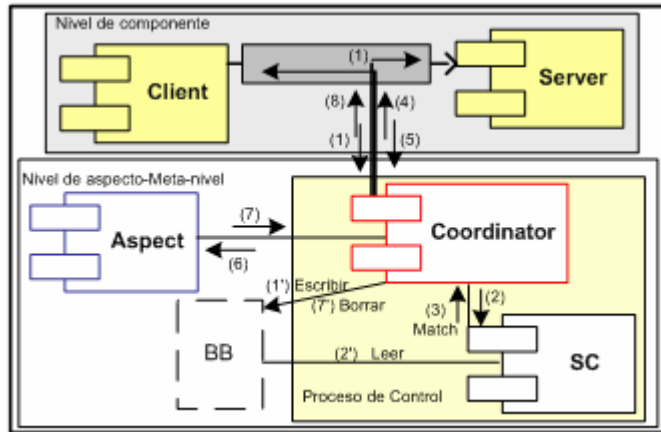 Nivel de componente
Client
(1)
Server
(8)
(4)
(1)
(5)
Nivel de aspecto-Meta-nivel
Aspect
(7)
(6)
Coordinator
(1') Escribir
(7') Borrar
(3)
(2)
Match
BB
(2') Leer
SC
Proceso de Control